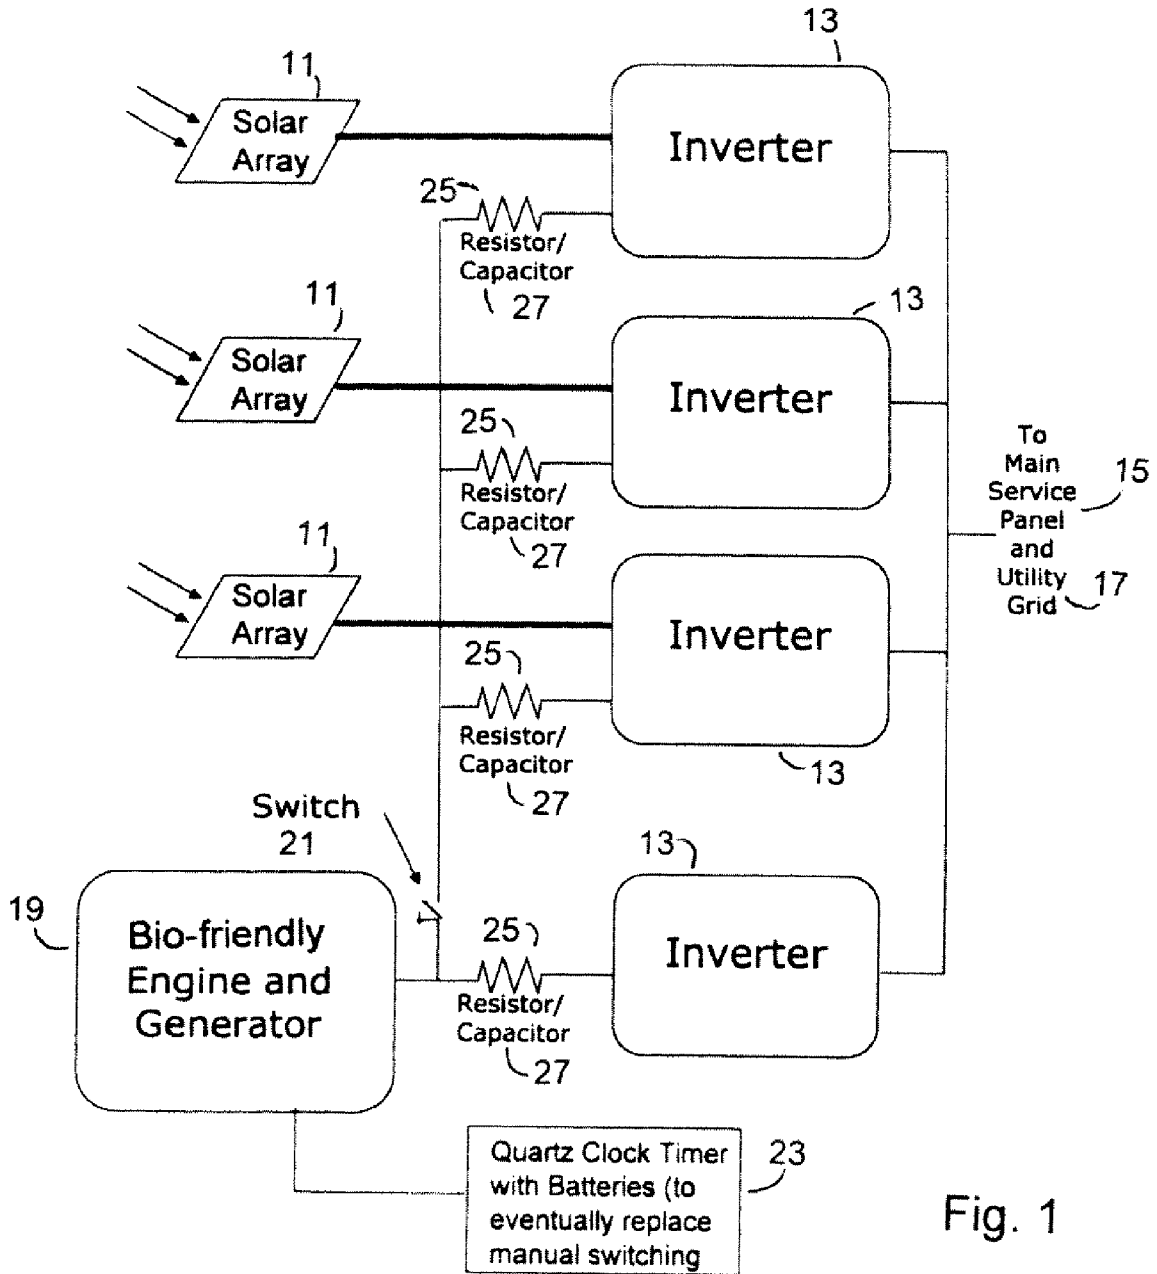 13
11
Solar
Array
Inverter
25
Resistor/
Capacitor
27
11
Solar
Array
13
Inverter
25
Resistor/
Capacitor
27
To
Main
Service
Panel
and
Utility
Grid
15
17
11
Solar
Array
Inverter
25
Resistor/
Capacitor
27
13
Switch
21
13
19
Bio-friendly
Engine and
Generator
25
Resistor/
Capacitor
27
Inverter
Quartz Clock Timer
with Batteries (to
eventually replace
manual switching
23
Fig. 1